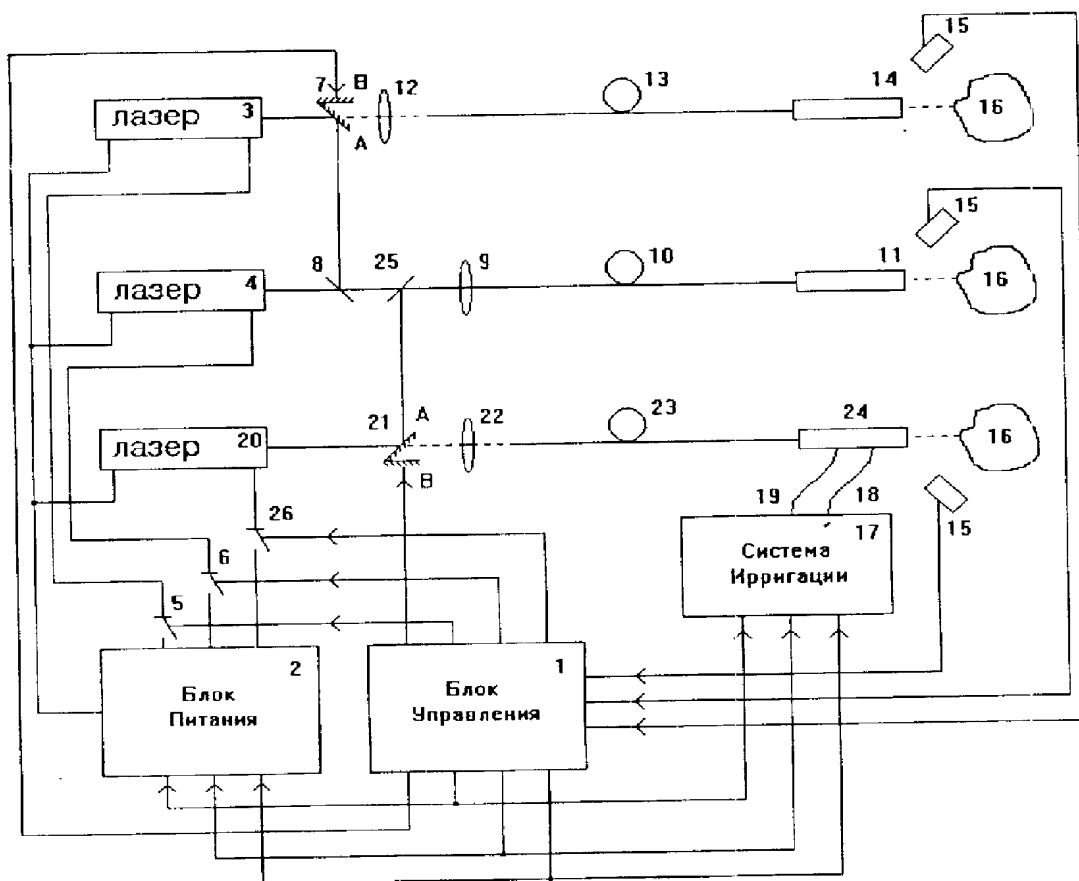 15
7 В 12 13 14
лазер 3
16
А
15
8 25 9 10 11
лазер 4
16
А
21 22 23 24
лазер 20
16
В
19 18 15
26
17
Система
Ирригации
6
5
2
Блок
Питания
1
Блок
Управления